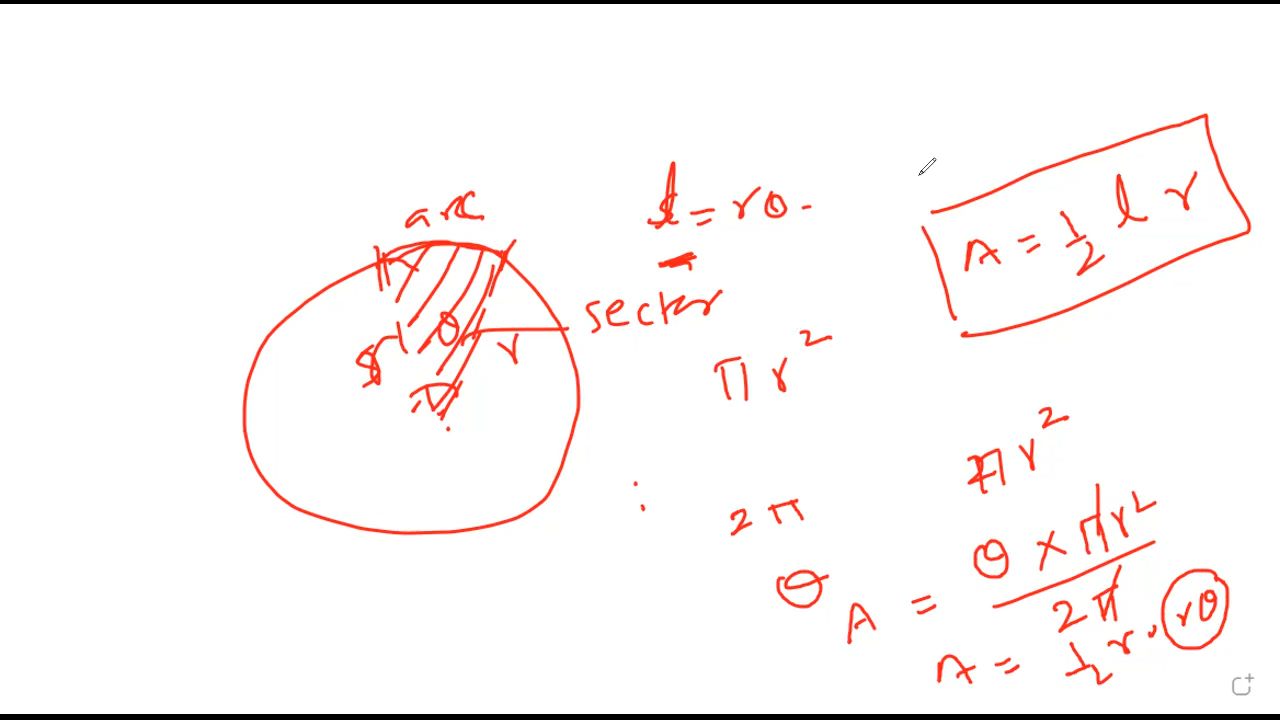 arc
l = rθ
A = 1/2 l r
θ
r
sector
πr²
πr²
2π
θ
A = θ × πr² / 2π
A = 1/2 r . rθ